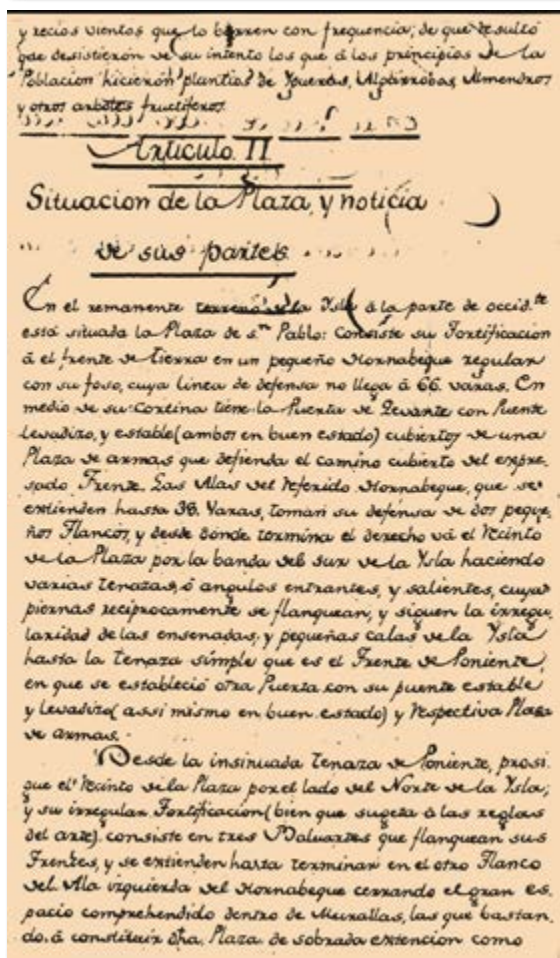 y recios vientos que lo barren con frequencia; de que resultó
que desistieron de su intento los que á los principios de la
Poblacion hicieron plantios de Huertas, Algarrobas, Almendros
y otros arboles fructiferos.
Articulo II
Situacion de la Plaza, y noticia
de sus partes.
En el remanente terreno de la Ysla á la parte de occid.te
está situada la Plaza de S.n Pablo: Consiste su Fortificacion
á el frente de tierra en un pequeño Hornabeque regular
con su foso, cuya linea de defensa no llega á 66. varas. En
medio de su Cortina tiene la Puerta de Levante con Puente
levadizo, y estable (ambos en buen estado) cubiertos de una
Plaza de armas que defienda el camino cubierto del expre-
sado Frente. Las Alas del referido Hornabeque, que se
extienden hasta 38. Varas, toman su defensa de dos peque-
ños Flancos, y desde donde termina el derecho vá el Recinto
de la Plaza por la banda del sur de la Ysla haciendo
varias tenazas, ó angulos entrantes, y salientes, cuyas
piernas reciprocamente se flanquean, y siguen la irregu-
laridad de las ensenadas, y pequeñas calas de la Ysla
hasta la tenaza simple que es el Frente de Poniente,
en que se estableció otra Puerta con su puente estable
y levadizo (assi mismo en buen estado) y respectiva Plaza
de armas.
Desde la insinuada Tenaza de Poniente, prosi-
gue el Recinto de la Plaza por el lado del Norte de la Ysla;
y su irregular Fortificacion (bien que sugeta á las reglas
del arte) consiste en tres Baluartes que flanquean sus
Frentes, y se extienden hasta terminar en el otro Flanco
del Ala izquierda del Hornabeque cerrando el gran es-
pacio comprehendido dentro de Murallas, las que bastan-
do á constituir dha. Plaza de sobrada extencion como